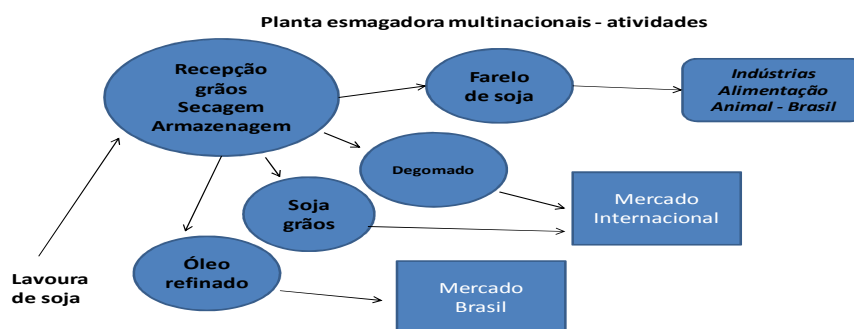 Planta esmagadora multinacionais - atividades
Recepção
grãos
Secagem
Armazenagem
Farelo
de soja
Indústrias
Alimentação
Animal - Brasil
Degomado
Mercado
Internacional
Soja
grãos
Óleo
refinado
Mercado
Brasil
Lavoura
de soja